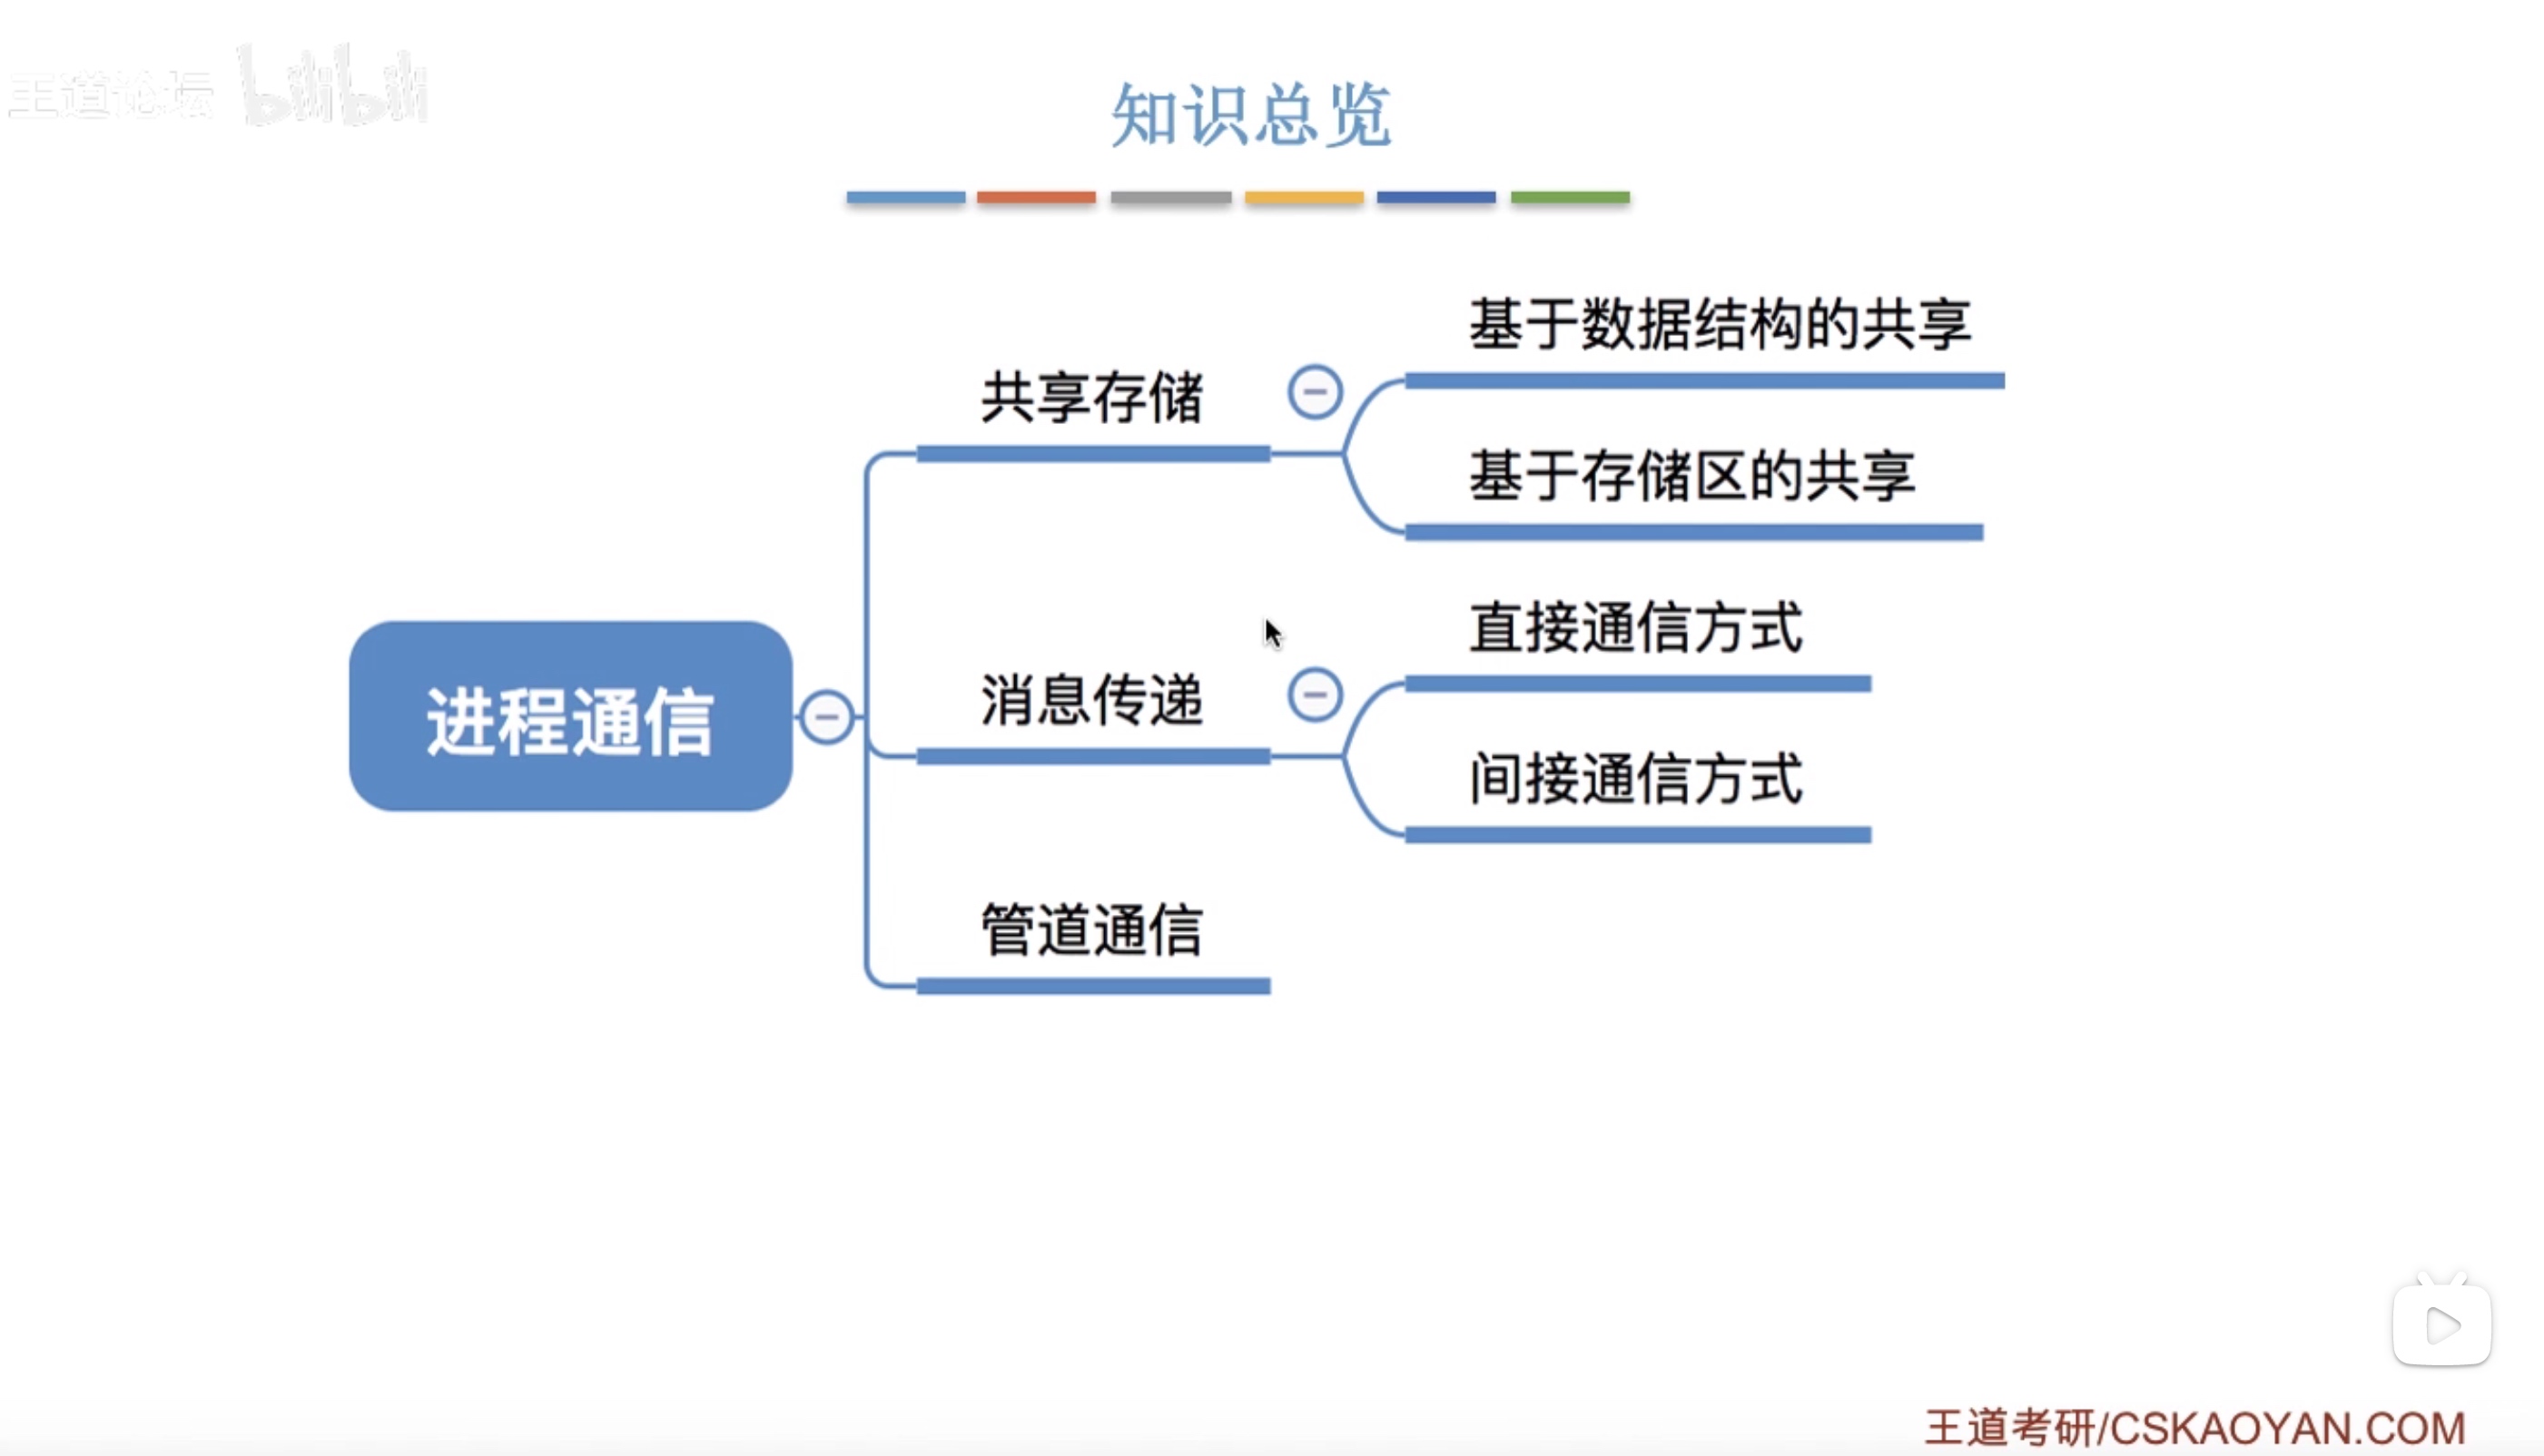 王道论坛 bilibili
知识总览
进程通信
共享存储
基于数据结构的共享
基于存储区的共享
消息传递
直接通信方式
间接通信方式
管道通信
王道考研/CSKAOYAN.COM